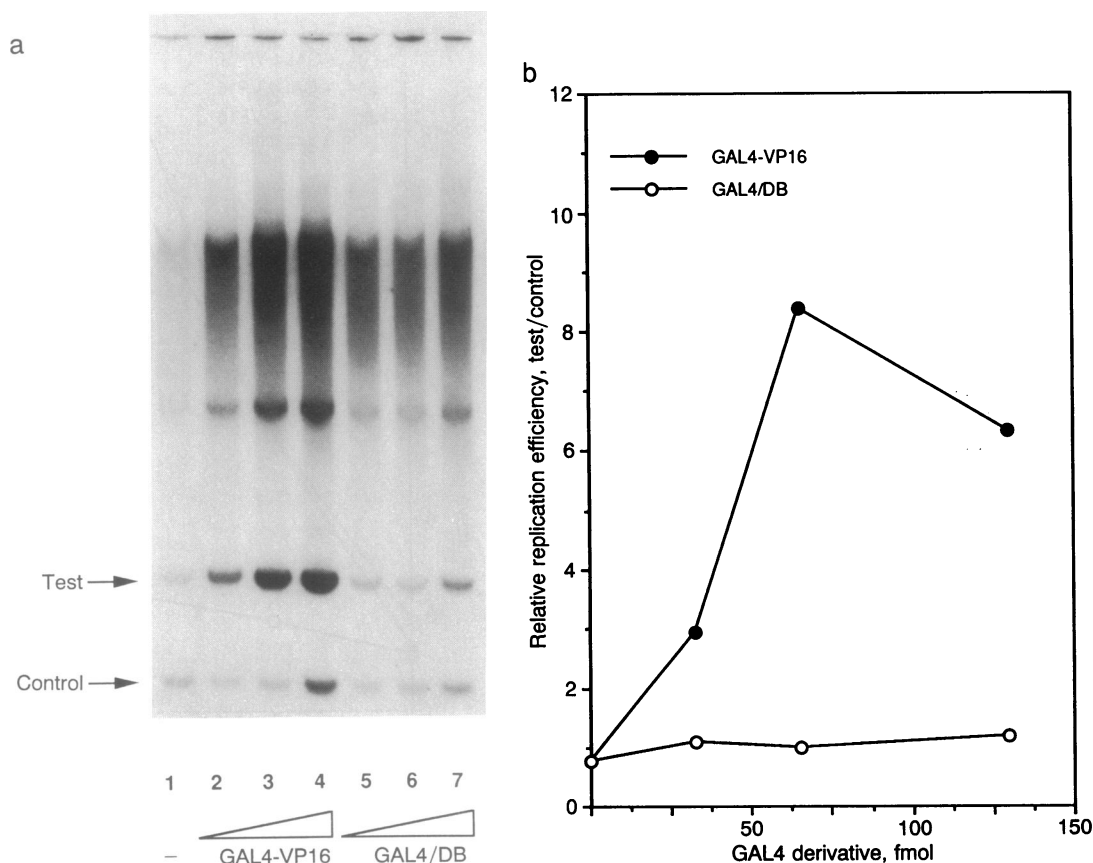 a
Test
Control
1 2 3 4 5 6 7
– GAL4-VP16 GAL4/DB
b
12
10
8
6
4
2
0
Relative replication efficiency, test/control
GAL4-VP16
GAL4/DB
50 100 150
GAL4 derivative, fmol